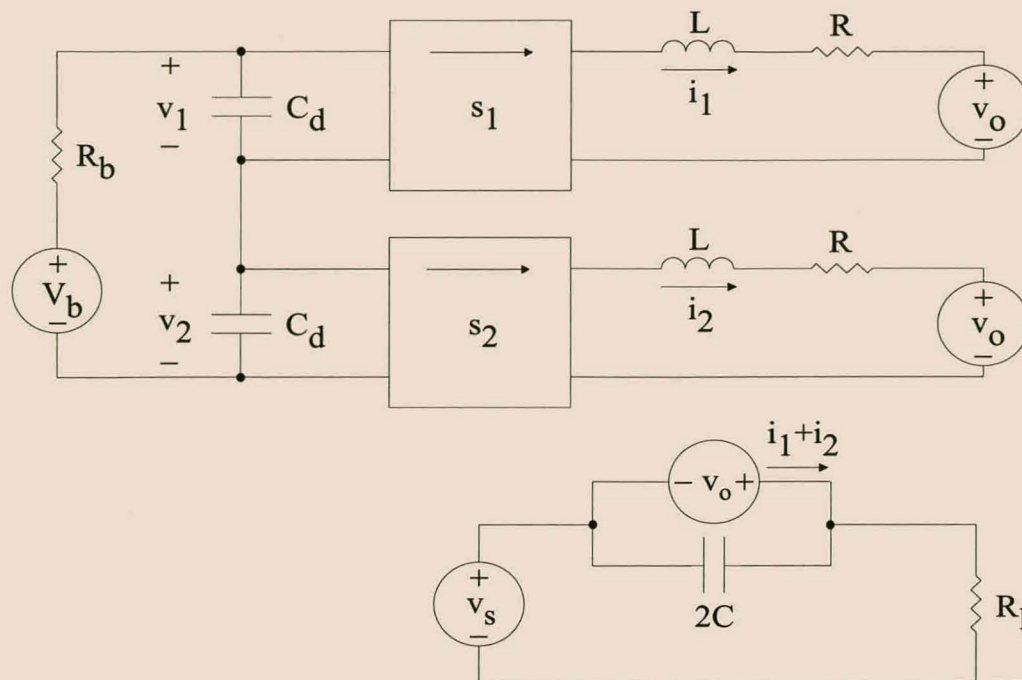 L R
+
v1 Cd s1 i1 + vo −
−
Rb
L R
+ +
Vb v2 Cd s2 i2 + vo −
− −
i1+i2
− vo +
+
vs 2C
−